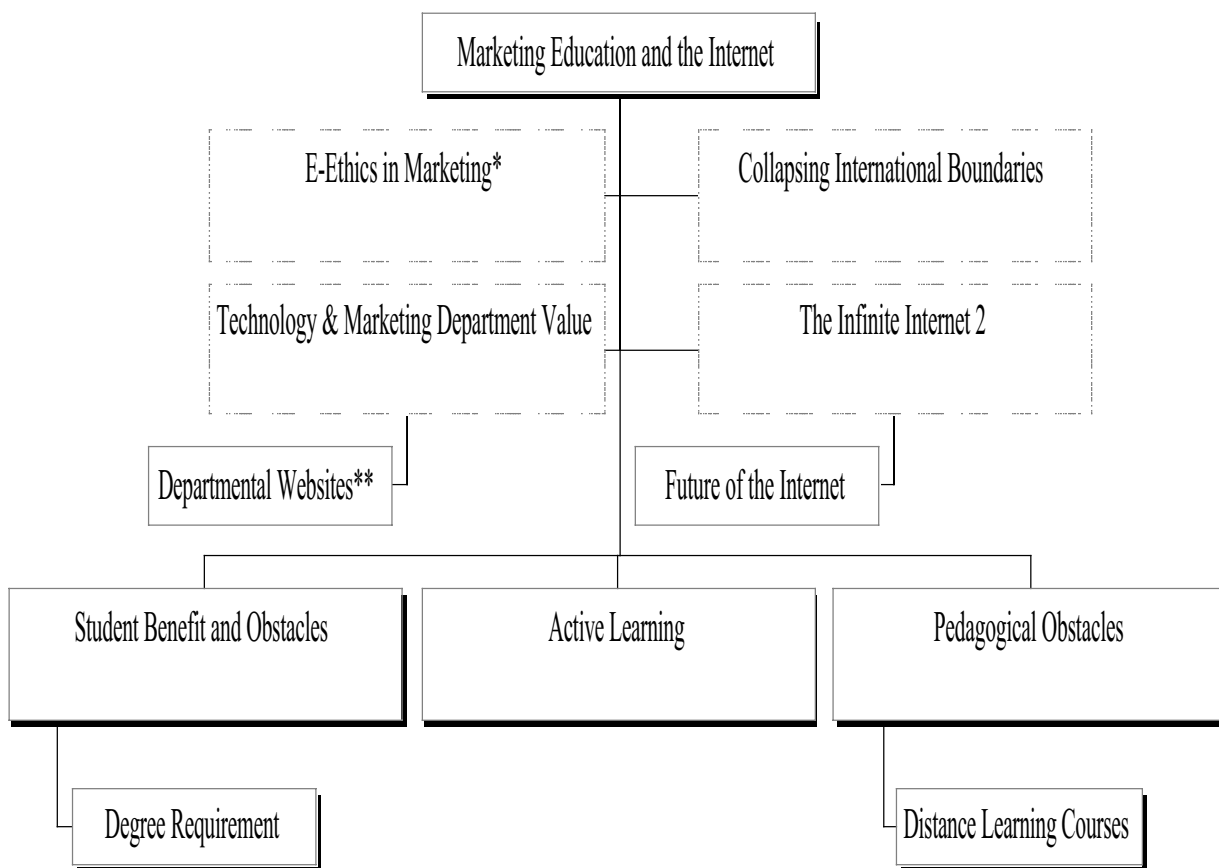 Marketing Education and the Internet
E-Ethics in Marketing*
Collapsing International Boundaries
Technology & Marketing Department Value
The Infinite Internet 2
Departmental Websites**
Future of the Internet
Student Benefit and Obstacles
Active Learning
Pedagogical Obstacles
Degree Requirement
Distance Learning Courses